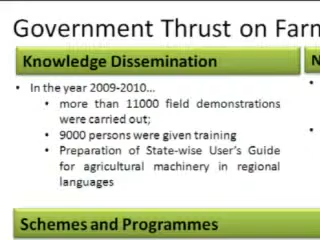 Government Thrust on Farm
Knowledge Dissemination
N
• In the year 2009-2010...
• more than 11000 field demonstrations
were carried out;
• 9000 persons were given training
• Preparation of State-wise User's Guide
for agricultural machinery in regional
languages
Schemes and Programmes